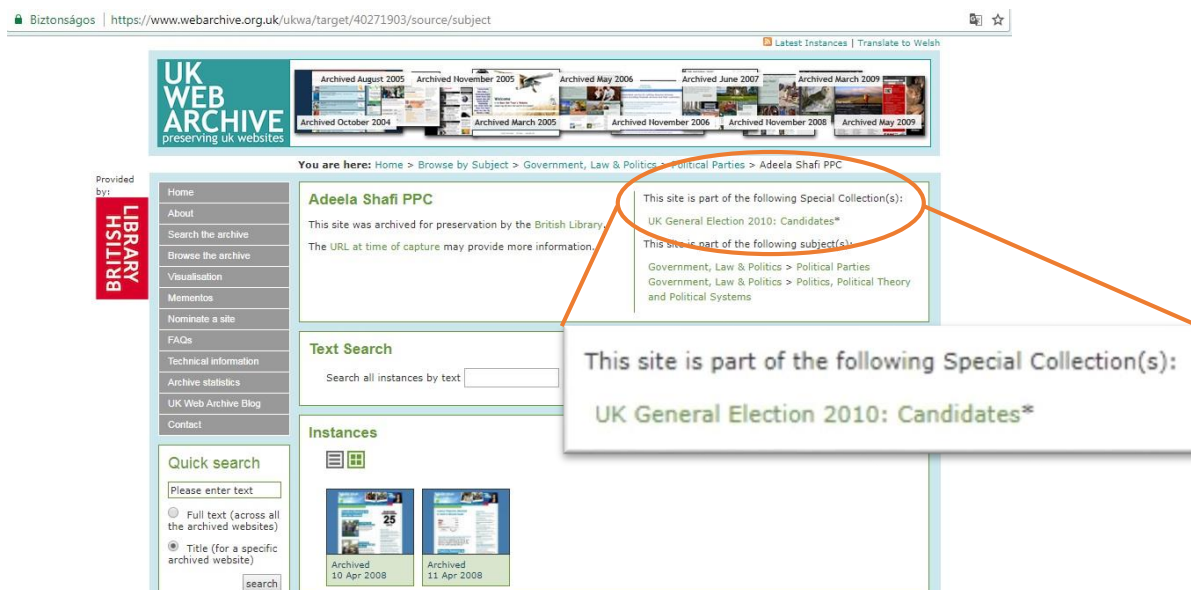 Biztonságos | https://www.webarchive.org.uk/ukwa/target/40271903/source/subject
Latest Instances | Translate to Welsh
UK
WEB
ARCHIVE
preserving uk websites
Archived August 2005
Archived November 2005
Archived May 2006
Archived June 2007
Archived March 2009
Archived October 2004
Archived March 2005
Archived November 2006
Archived November 2008
Archived May 2009
You are here: Home > Browse by Subject > Government, Law & Politics > Political Parties > Adeela Shafi PPC
Provided
by:
BRITISH
LIBRARY
Home
About
Search the archive
Browse the archive
Visualisation
Mementos
Nominate a site
FAQs
Technical information
Archive statistics
UK Web Archive Blog
Contact
Quick search
Please enter text
Full text (across all
the archived websites)
Title (for a specific
archived website)
search
Adeela Shafi PPC
This site was archived for preservation by the British Library.
The URL at time of capture may provide more information.
This site is part of the following Special Collection(s):
UK General Election 2010: Candidates*
This site is part of the following subject(s):
Government, Law & Politics > Political Parties
Government, Law & Politics > Politics, Political Theory
and Political Systems
Text Search
Search all instances by text
This site is part of the following Special Collection(s):
UK General Election 2010: Candidates*
Instances
25
Archived
10 Apr 2008
Archived
11 Apr 2008